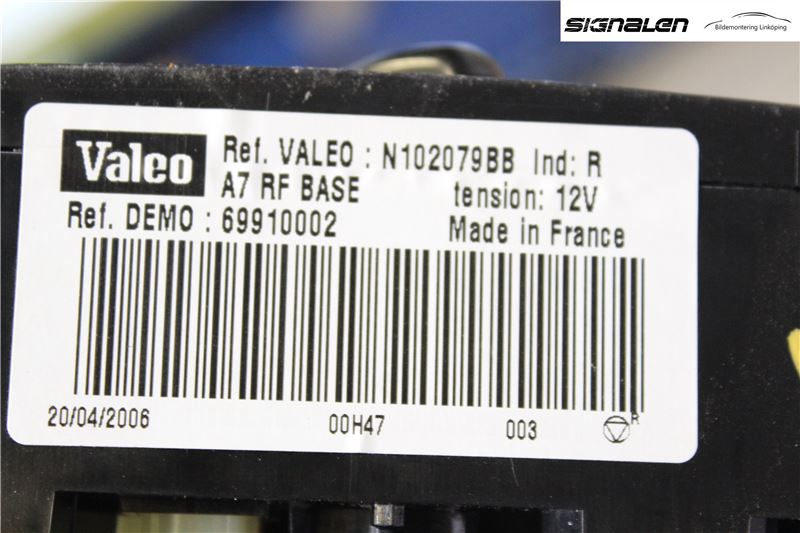 SIGNALEN
Bildemontering Linköping
Valeo
Ref. VALEO : N102079BB Ind: R
A7 RF BASE tension: 12V
Ref. DEMO : 69910002 Made in France
20/04/2006 00H47 003 R